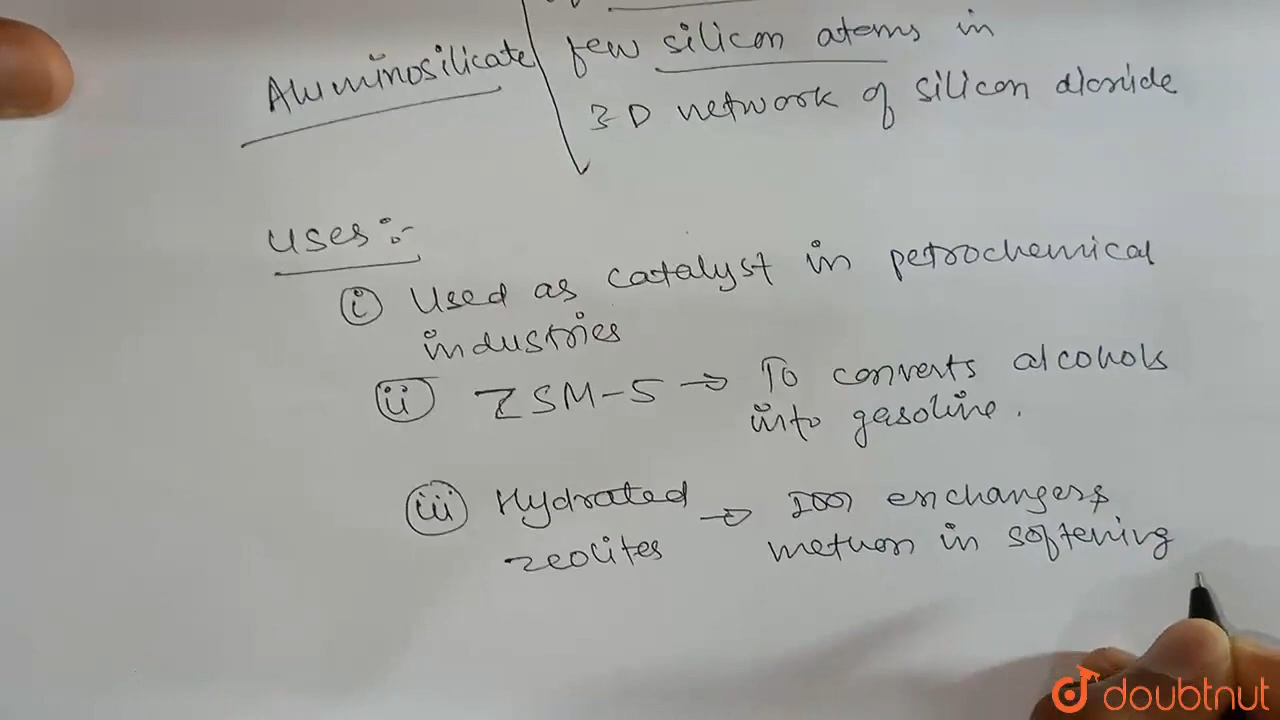 Aluminosilicate few silicon atoms in
3-D network of silicon dioxide
Uses :-
(i) Used as catalyst in petrochemical
industries
(ii) ZSM-5 → To converts alcohols
into gasoline.
(iii) Hydrated → Ion exchangers
zeolites method in softening
doubtnut